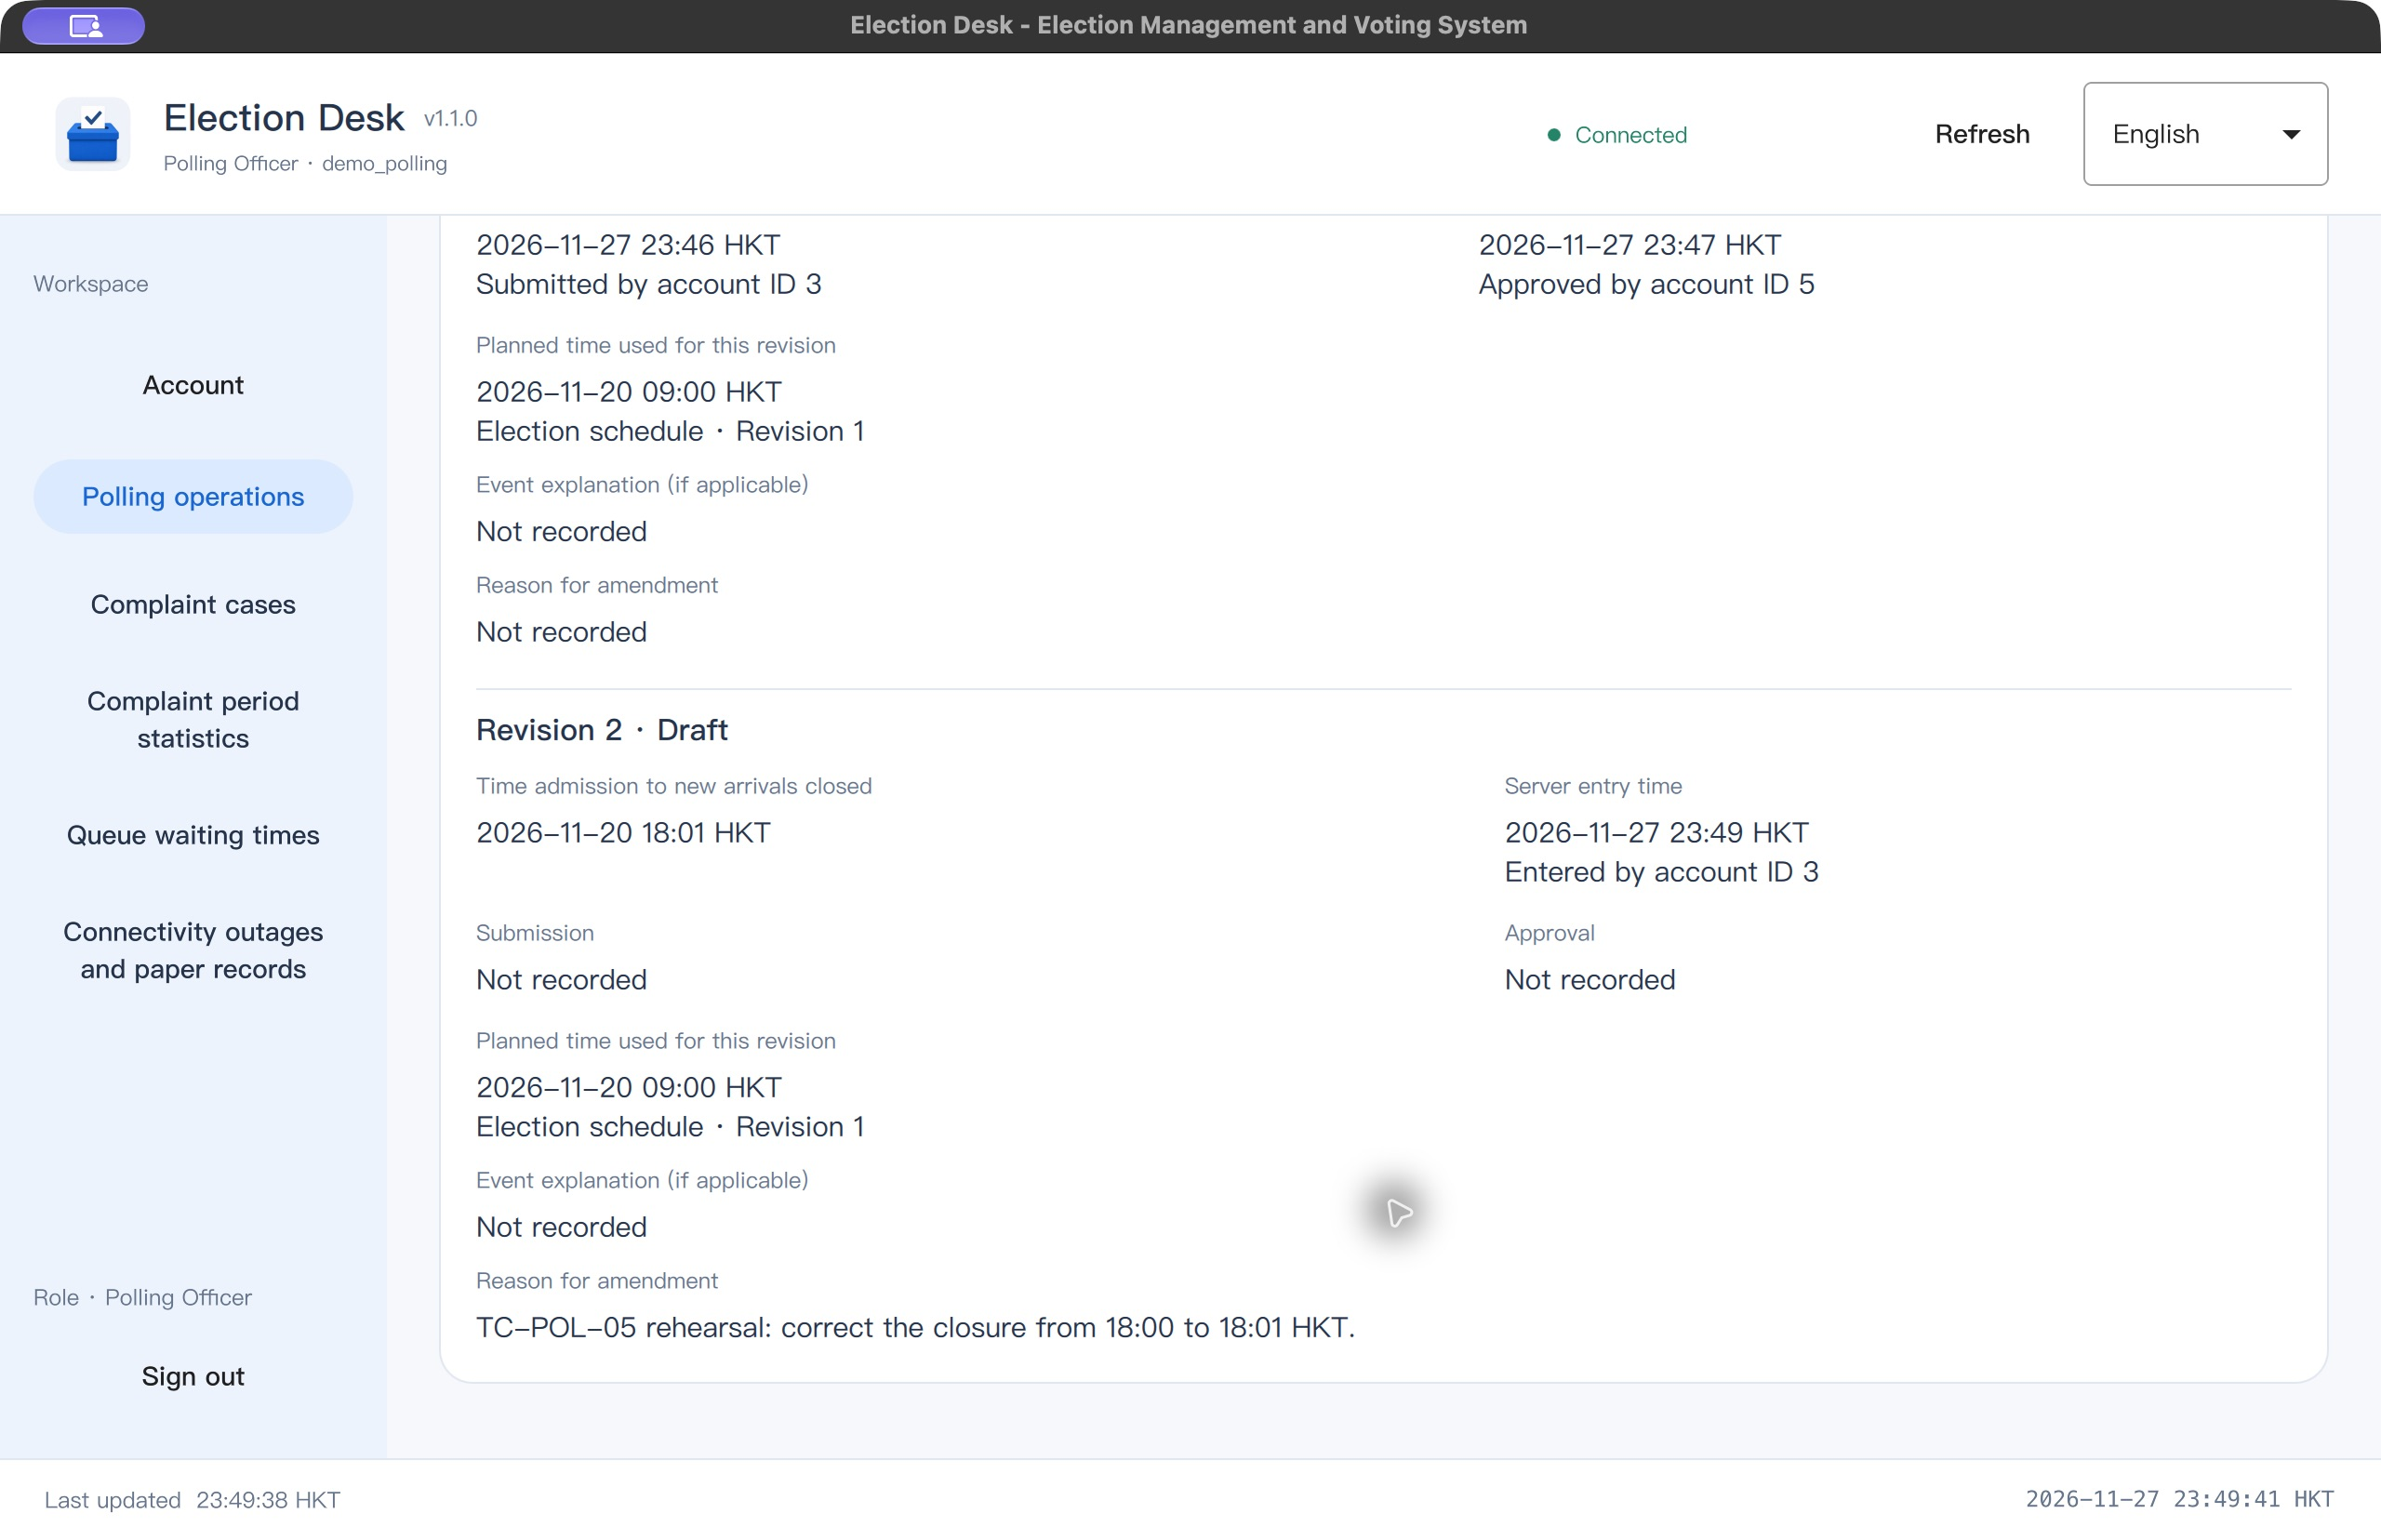 Election Desk - Election Management and Voting System
Election Desk v1.1.0
Polling Officer · demo_polling
Connected
Refresh
English
Workspace
Account
Polling operations
Complaint cases
Complaint period
statistics
Queue waiting times
Connectivity outages
and paper records
Role · Polling Officer
Sign out
2026-11-27 23:46 HKT
Submitted by account ID 3
2026-11-27 23:47 HKT
Approved by account ID 5
Planned time used for this revision
2026-11-20 09:00 HKT
Election schedule · Revision 1
Event explanation (if applicable)
Not recorded
Reason for amendment
Not recorded
Revision 2 · Draft
Time admission to new arrivals closed
2026-11-20 18:01 HKT
Server entry time
2026-11-27 23:49 HKT
Entered by account ID 3
Submission
Not recorded
Approval
Not recorded
Planned time used for this revision
2026-11-20 09:00 HKT
Election schedule · Revision 1
Event explanation (if applicable)
Not recorded
Reason for amendment
TC-POL-05 rehearsal: correct the closure from 18:00 to 18:01 HKT.
Last updated 23:49:38 HKT
2026-11-27 23:49:41 HKT